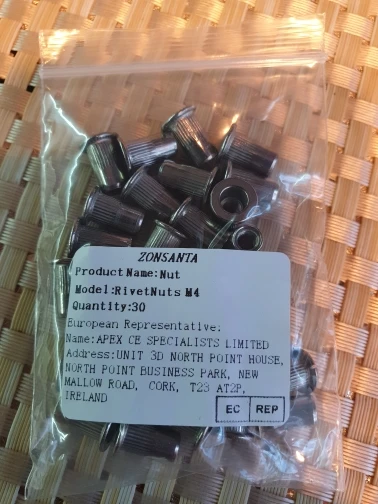 ZONSANTA
Product Name:Nut
Model:RivetNuts M4
Quantity:30
European Representative:
Name:APEX CE SPECIALISTS LIMITED
Address:UNIT 3D NORTH POINT HOUSE,
NORTH POINT BUSINESS PARK, NEW
MALLOW ROAD, CORK, T23 AT2P,
IRELAND
EC REP